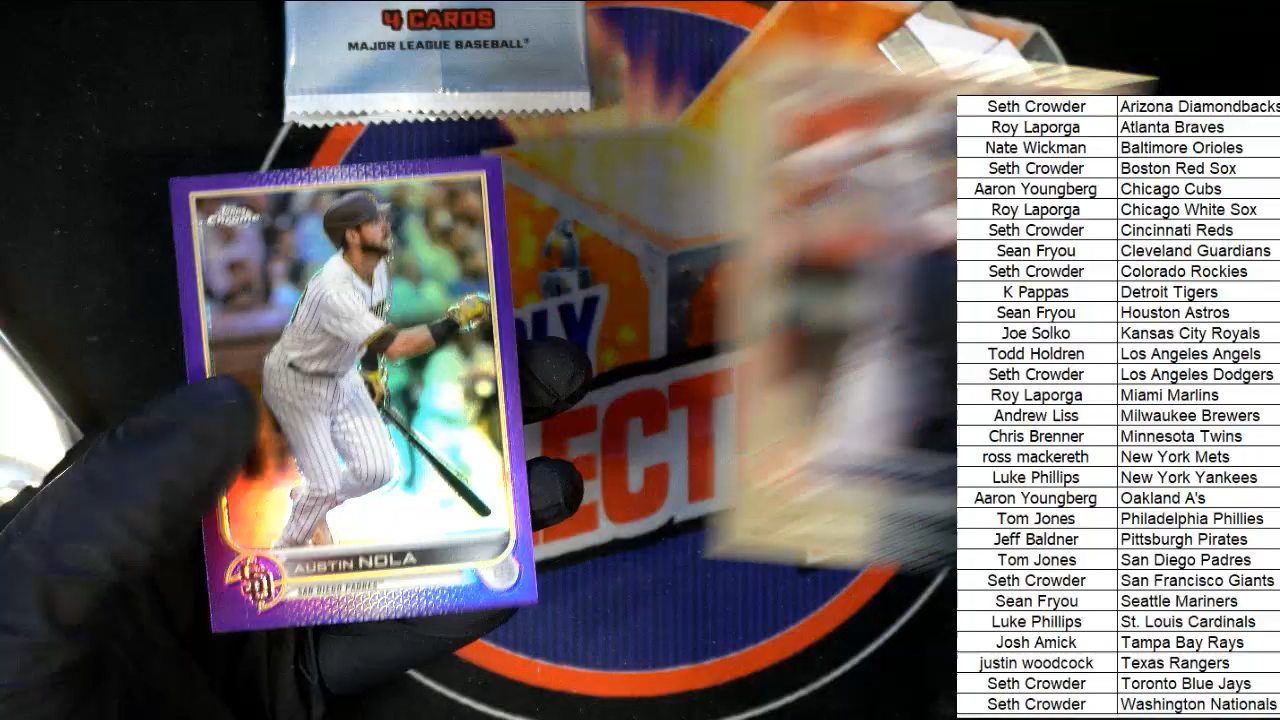 4 CARDS
MAJOR LEAGUE BASEBALL®
Topps
Chrome
LY
ECT
AUSTIN NOLA
SAN DIEGO PADRES™
SD
Seth Crowder Arizona Diamondbacks
Roy Laporga Atlanta Braves
Nate Wickman Baltimore Orioles
Seth Crowder Boston Red Sox
Aaron Youngberg Chicago Cubs
Roy Laporga Chicago White Sox
Seth Crowder Cincinnati Reds
Sean Fryou Cleveland Guardians
Seth Crowder Colorado Rockies
K Pappas Detroit Tigers
Sean Fryou Houston Astros
Joe Solko Kansas City Royals
Todd Holdren Los Angeles Angels
Seth Crowder Los Angeles Dodgers
Roy Laporga Miami Marlins
Andrew Liss Milwaukee Brewers
Chris Brenner Minnesota Twins
ross mackereth New York Mets
Luke Phillips New York Yankees
Aaron Youngberg Oakland A's
Tom Jones Philadelphia Phillies
Jeff Baldner Pittsburgh Pirates
Tom Jones San Diego Padres
Seth Crowder San Francisco Giants
Sean Fryou Seattle Mariners
Luke Phillips St. Louis Cardinals
Josh Amick Tampa Bay Rays
justin woodcock Texas Rangers
Seth Crowder Toronto Blue Jays
Seth Crowder Washington Nationals